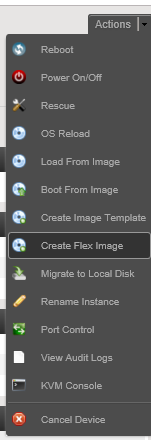 Actions
Reboot
Power On/Off
Rescue
OS Reload
Load From Image
Boot From Image
Create Image Template
Create Flex Image
Migrate to Local Disk
Rename Instance
Port Control
View Audit Logs
KVM Console
Cancel Device